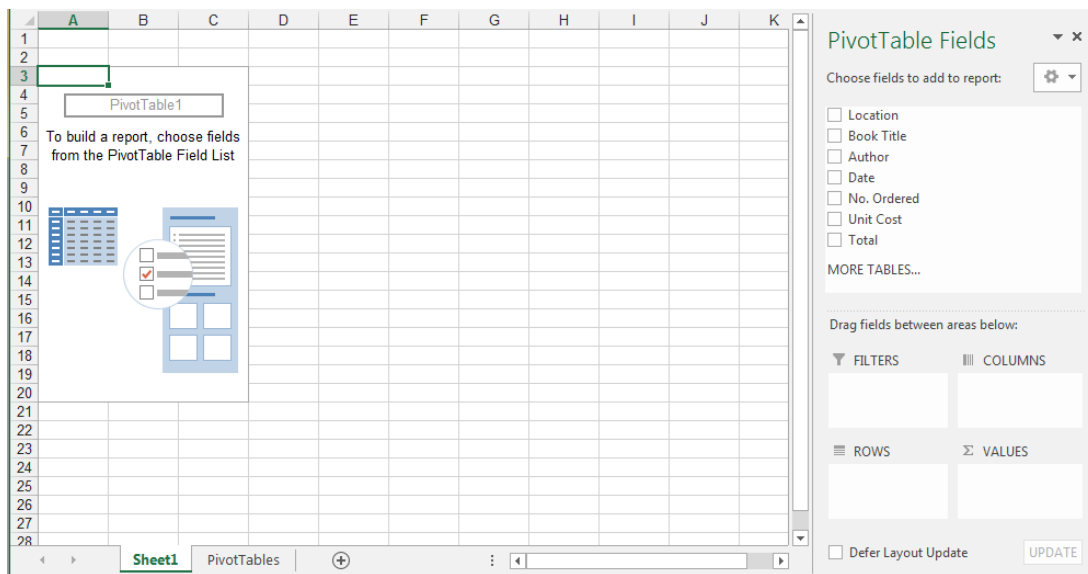 A B C D E F G H I J K
1
2
3
4
5
6
7
8
9
10
11
12
13
14
15
16
17
18
19
20
21
22
23
24
25
26
27
28
PivotTable1
To build a report, choose fields
from the PivotTable Field List
Sheet1 PivotTables
PivotTable Fields
Choose fields to add to report:
Location
Book Title
Author
Date
No. Ordered
Unit Cost
Total
MORE TABLES...
Drag fields between areas below:
FILTERS COLUMNS
ROWS Σ VALUES
Defer Layout Update UPDATE